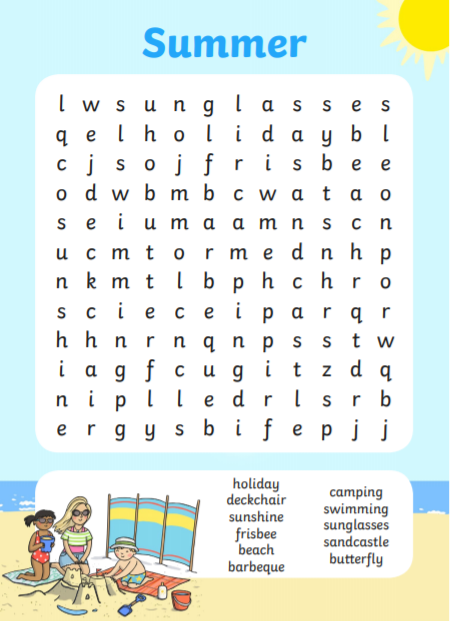 Summer
l w s u n g l a s s e s
q e l h o l i d a y b l
c j s o j f r i s b e e
o d w b m b c w a t a o
s e i u m a a m n s c n
u c m t o r m e d n h p
n k m t l b p h c h r o
s c i e c e i p a r q r
h h n r n q n p s s t w
i a g f c u g i t z d q
n i p l l e d r l s r b
e r g y s b i f e p j j
holiday
deckchair
sunshine
frisbee
beach
barbeque
camping
swimming
sunglasses
sandcastle
butterfly